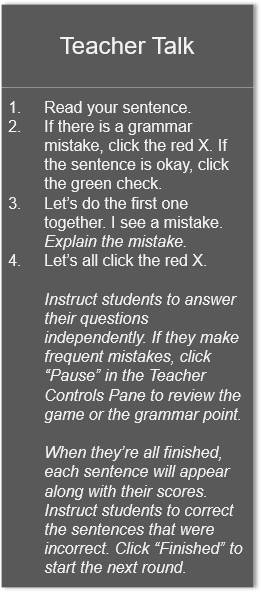 Teacher Talk
1. Read your sentence.
2. If there is a grammar
mistake, click the red X. If
the sentence is okay, click
the green check.
3. Let’s do the first one
together. I see a mistake.
Explain the mistake.
4. Let’s all click the red X.
Instruct students to answer
their questions
independently. If they make
frequent mistakes, click
“Pause” in the Teacher
Controls Pane to review the
game or the grammar point.
When they’re all finished,
each sentence will appear
along with their scores.
Instruct students to correct
the sentences that were
incorrect. Click “Finished” to
start the next round.